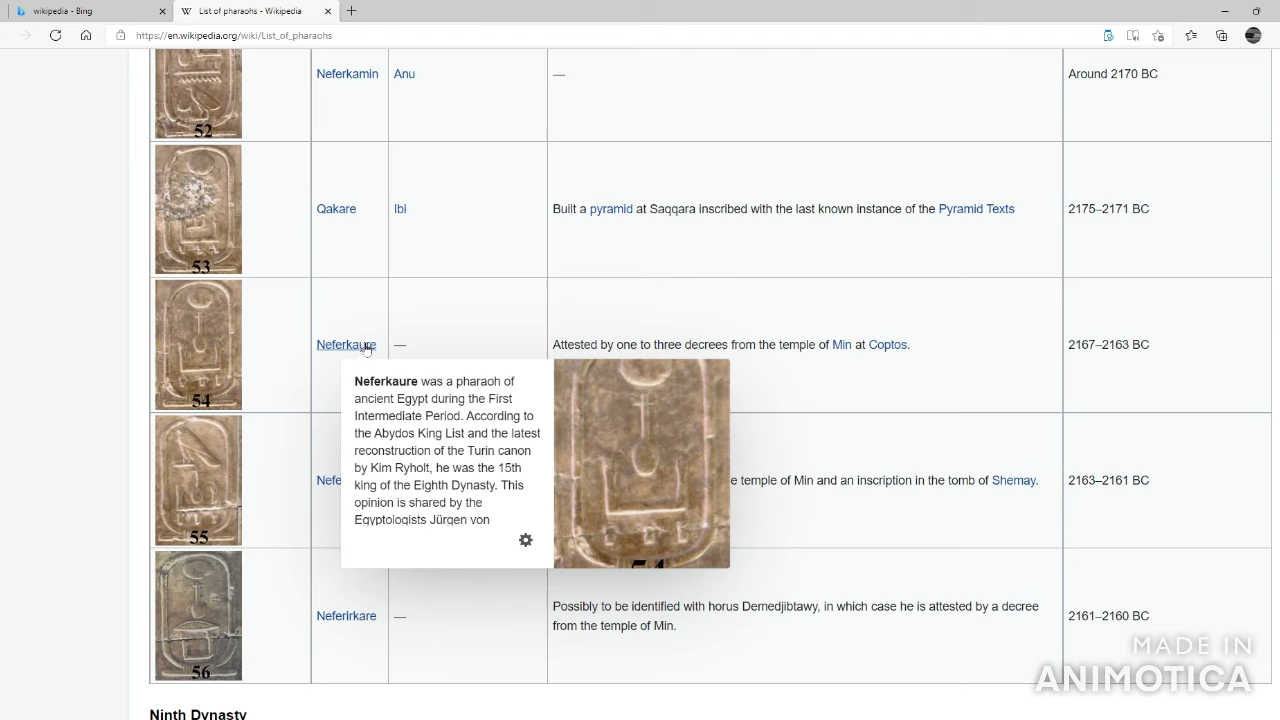 wikipedia - Bing
List of pharaohs - Wikipedia
https://en.wikipedia.org/wiki/List_of_pharaohs
52
Neferkamin
Anu
—
Around 2170 BC
53
Qakare
Ibi
Built a pyramid at Saqqara inscribed with the last known instance of the Pyramid Texts
2175–2171 BC
54
Neferkaure
—
Attested by one to three decrees from the temple of Min at Coptos.
2167–2163 BC
Neferkaure was a pharaoh of
ancient Egypt during the First
Intermediate Period. According to
the Abydos King List and the latest
reconstruction of the Turin canon
by Kim Ryholt, he was the 15th
king of the Eighth Dynasty. This
opinion is shared by the
Egyptologists Jürgen von
55
Nefe
e temple of Min and an inscription in the tomb of Shemay.
2163–2161 BC
56
Neferirkare
—
Possibly to be identified with horus Demedjibtawy, in which case he is attested by a decree
from the temple of Min.
2161–2160 BC
MADE IN
ANIMOTICA
Ninth Dynasty